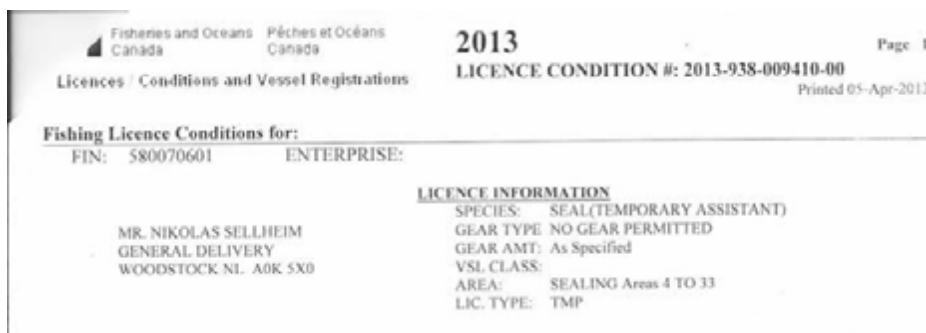 Fisheries and Oceans Pêches et Océans
Canada Canada
Licences / Conditions and Vessel Registrations
2013
Page 1
LICENCE CONDITION #: 2013-938-009410-00
Printed 05-Apr-2013
Fishing Licence Conditions for:
FIN: 580070601 ENTERPRISE:
MR. NIKOLAS SELLHEIM
GENERAL DELIVERY
WOODSTOCK NL A0K 5X0
LICENCE INFORMATION
SPECIES: SEAL(TEMPORARY ASSISTANT)
GEAR TYPE NO GEAR PERMITTED
GEAR AMT: As Specified
VSL CLASS:
AREA: SEALING Areas 4 TO 33
LIC. TYPE: TMP